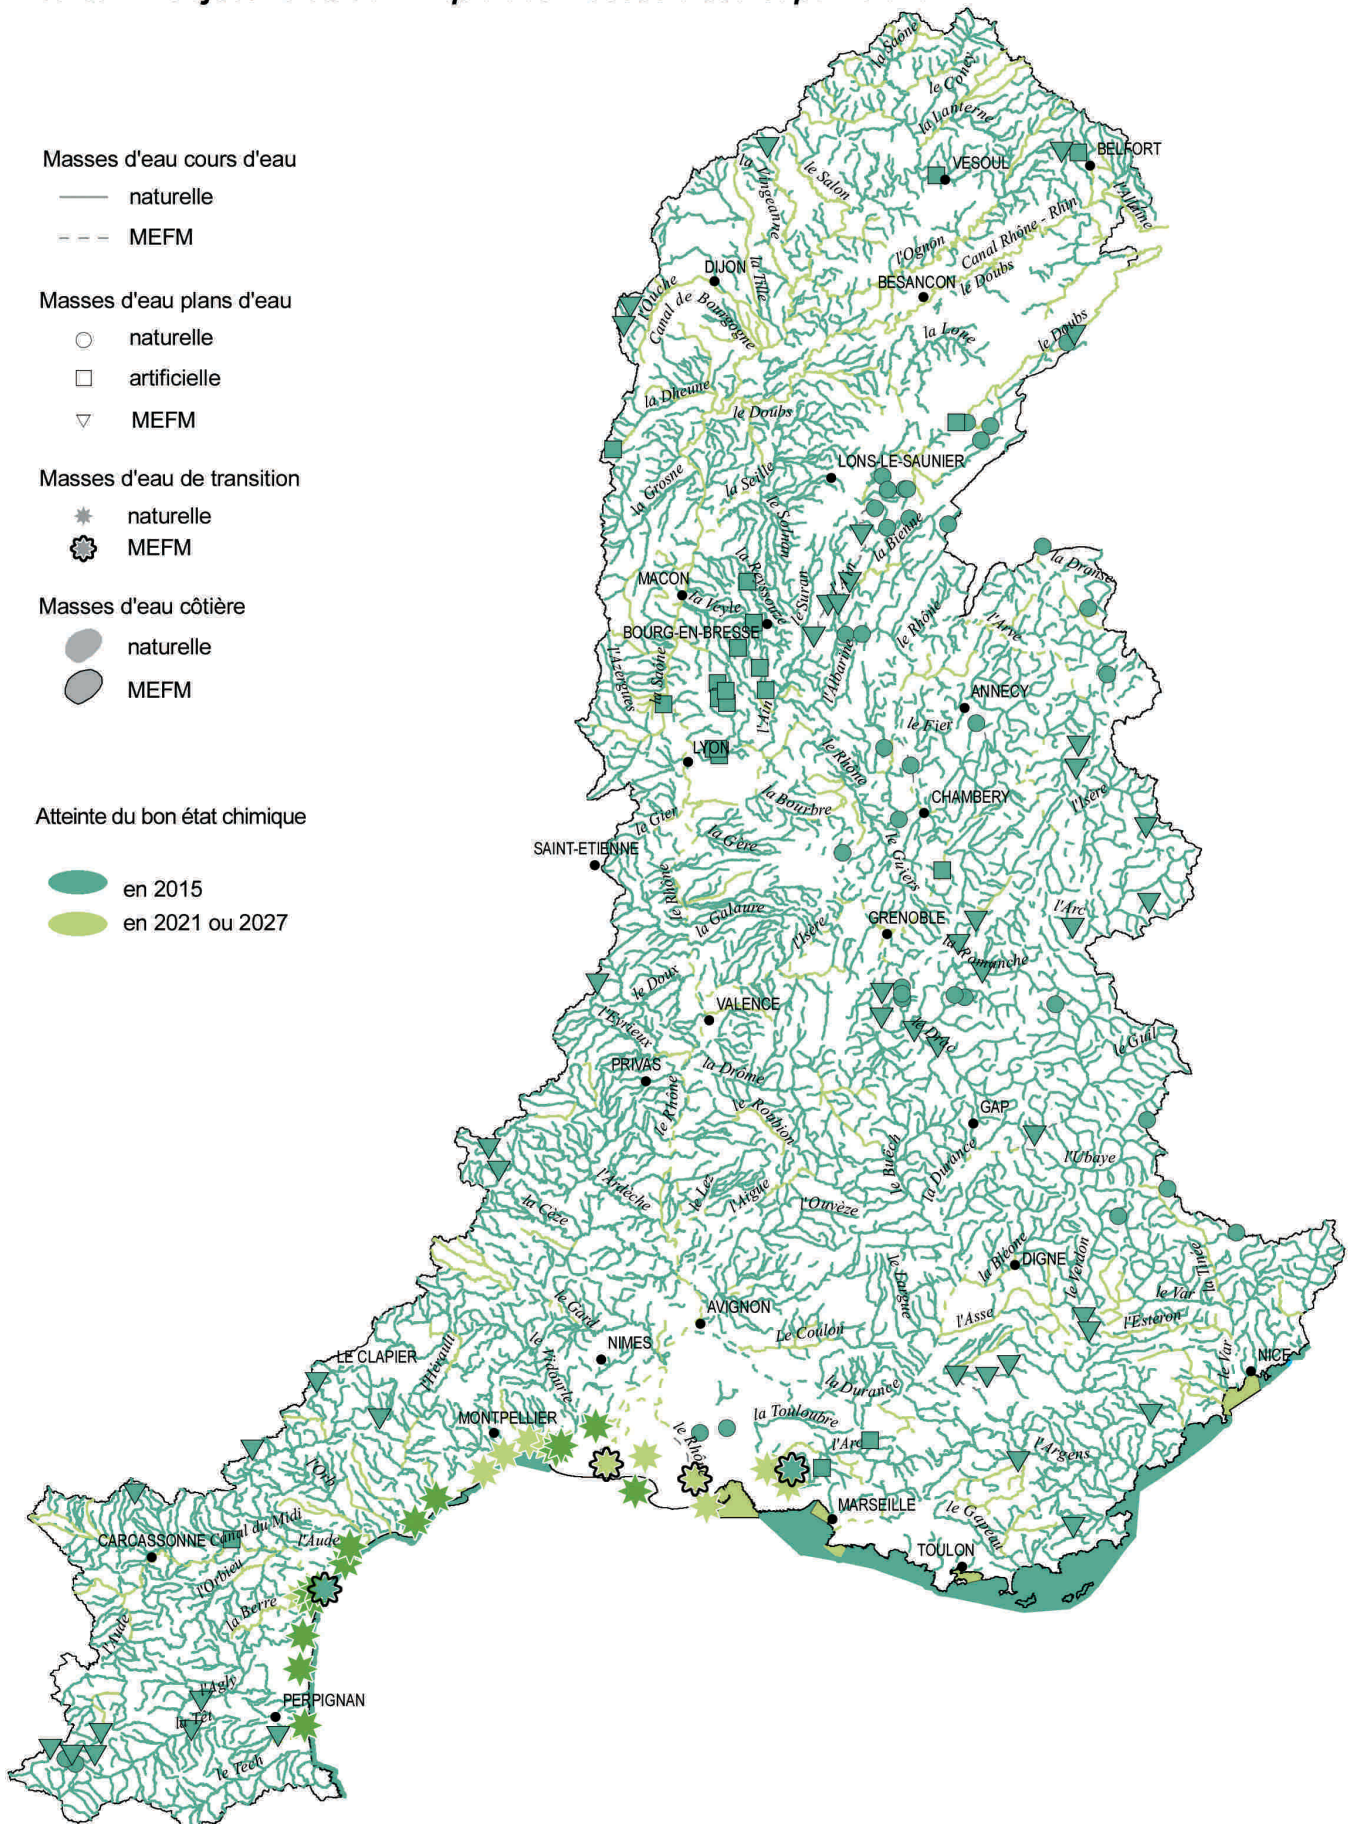 Masses d'eau cours d'eau
naturelle
MEFM
Masses d'eau plans d'eau
naturelle
artificielle
MEFM
Masses d'eau de transition
naturelle
MEFM
Masses d'eau côtière
naturelle
MEFM
Atteinte du bon état chimique
en 2015
en 2021 ou 2027
la Saône
le Coney
la Lanterne
BELFORT
VESOUL
l'Allaine
la Vingeanne
le Salon
l'Ognon
Canal Rhône - Rhin
DIJON
la Tille
BESANCON
le Doubs
l'Ouche
Canal de Bourgogne
la Loue
le Doubs
la Dheune
le Doubs
LONS-LE-SAUNIER
la Grosne
la Seille
le Solnan
la Bienne
la Dranse
MACON
la Reyssouze
la Veyle
le Suran
l'Ain
BOURG-EN-BRESSE
le Rhône
l'Arve
l'Azergues
la Saône
l'Albarine
ANNECY
l'Ain
le Fier
LYON
le Rhône
la Bourbre
CHAMBERY
l'Isère
le Gier
la Gère
SAINT-ETIENNE
le Guiers
le Rhône
la Galaure
l'Isère
GRENOBLE
l'Arc
la Romanche
le Doux
VALENCE
l'Eyrieux
le Drac
le Guil
PRIVAS
la Drôme
le Rhône
le Roubion
GAP
le Buëch
la Durance
l'Ubaye
l'Ardèche
le Lez
l'Aigue
l'Ouvèze
la Cèze
la Bléone
DIGNE
le Verdon
la Tinée
le Largue
le Var
le Gard
AVIGNON
Le Coulon
l'Asse
l'Esteron
NIMES
le Vidourle
l'Hérault
LE CLAPIER
le Var
NICE
la Durance
MONTPELLIER
la Touloubre
le Rhône
l'Arc
l'Argens
l'Orb
MARSEILLE
le Gapeau
CARCASSONNE
Canal du Midi
l'Aude
TOULON
l'Orbieu
la Berre
l'Aude
l'Agly
PERPIGNAN
la Têt
le Tech